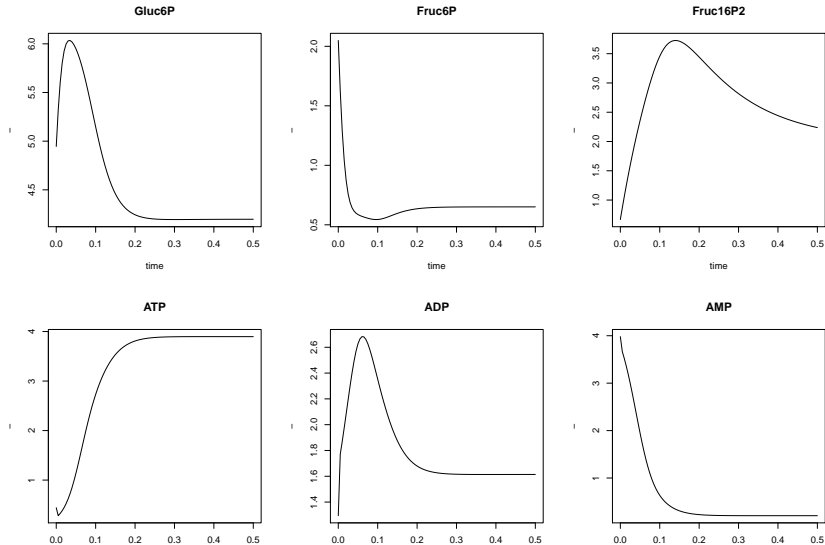 Gluc6P
Fruc6P
Fruc16P2
4.5 5.0 5.5 6.0
0.5 1.0 1.5 2.0
1.0 1.5 2.0 2.5 3.0 3.5
-- -- --
0.0 0.1 0.2 0.3 0.4 0.5
0.0 0.1 0.2 0.3 0.4 0.5
0.0 0.1 0.2 0.3 0.4 0.5
time
time
time
ATP
ADP
AMP
1 2 3 4
1.4 1.6 1.8 2.0 2.2 2.4 2.6
1 2 3 4
-- -- --
0.0 0.1 0.2 0.3 0.4 0.5
0.0 0.1 0.2 0.3 0.4 0.5
0.0 0.1 0.2 0.3 0.4 0.5